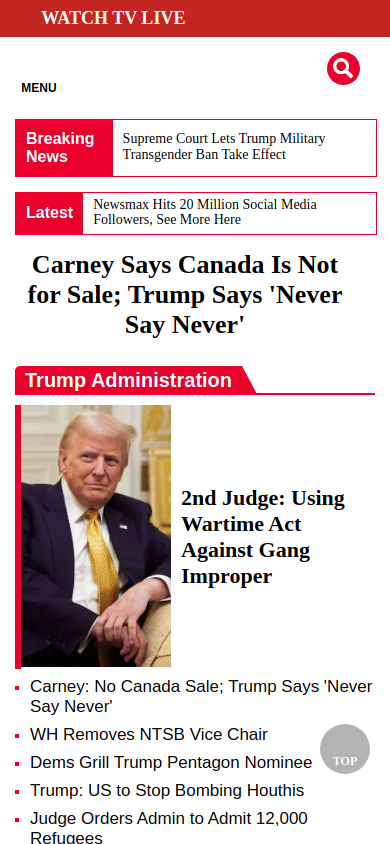 WATCH TV LIVE
MENU
Breaking
News
Supreme Court Lets Trump Military
Transgender Ban Take Effect
Latest
Newsmax Hits 20 Million Social Media
Followers, See More Here
Carney Says Canada Is Not
for Sale; Trump Says 'Never
Say Never'
Trump Administration
2nd Judge: Using
Wartime Act
Against Gang
Improper
Carney: No Canada Sale; Trump Says 'Never
Say Never'
WH Removes NTSB Vice Chair
Dems Grill Trump Pentagon Nominee
TOP
Trump: US to Stop Bombing Houthis
Judge Orders Admin to Admit 12,000
Refugees